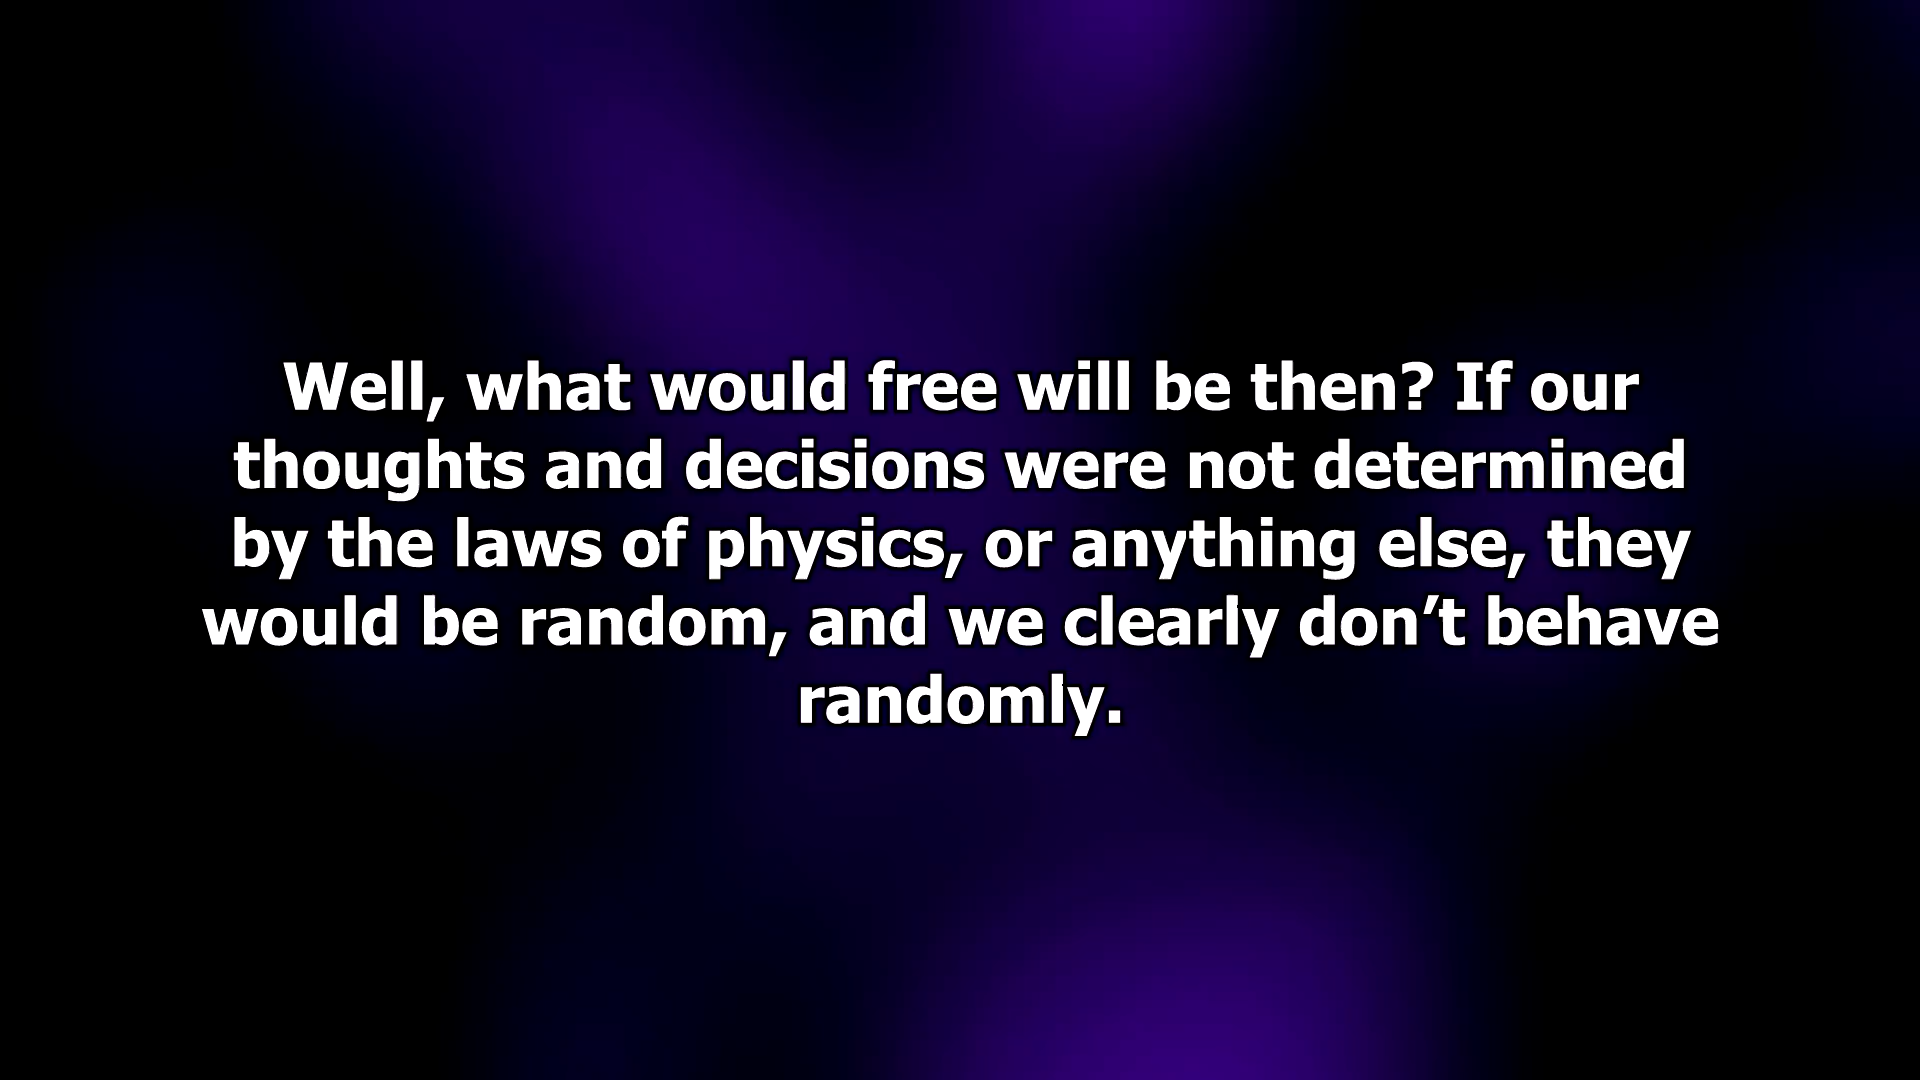 Well, what would free will be then? If our
thoughts and decisions were not determined
by the laws of physics, or anything else, they
would be random, and we clearly don’t behave
randomly.